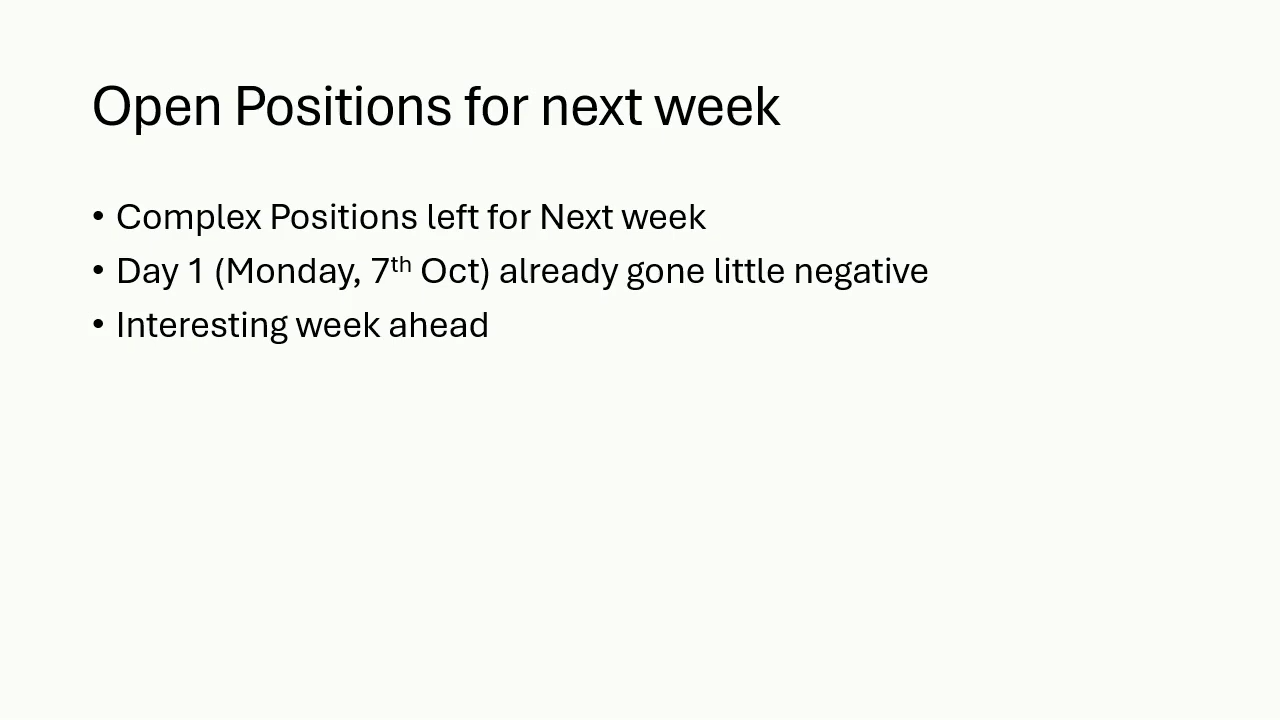 Open Positions for next week
• Complex Positions left for Next week
• Day 1 (Monday, 7th Oct) already gone little negative
• Interesting week ahead